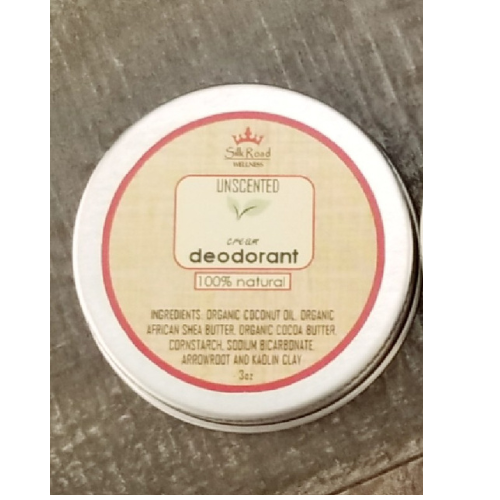 Silk Road
WELLNESS
UNSCENTED
cream
deodorant
100% natural
INGREDIENTS: ORGANIC COCONUT OIL, ORGANIC
AFRICAN SHEA BUTTER, ORGANIC COCOA BUTTER,
CORNSTARCH, SODIUM BICARBONATE,
ARROWROOT AND KAOLIN CLAY
3oz